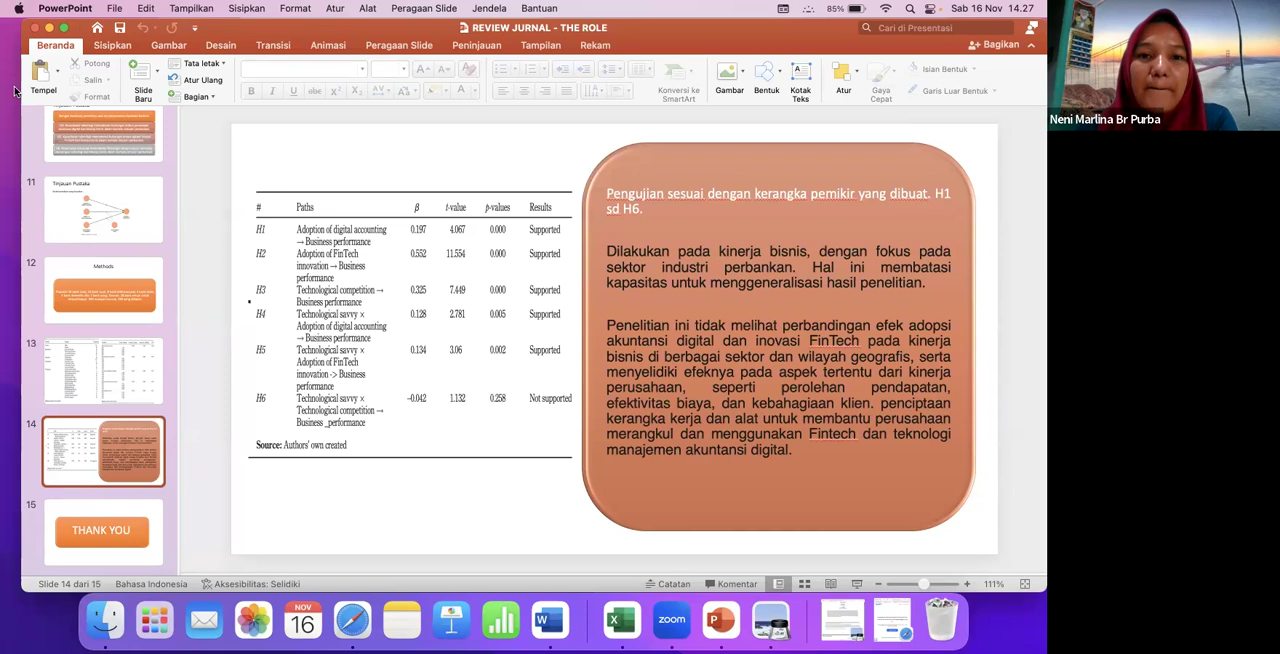 PowerPoint File Edit Tampilkan Sisipkan Format Atur Alat Peragaan Slide Jendela Bantuan 85% Sab 16 Nov 14.27
REVIEW JURNAL - THE ROLE
Cari di Presentasi
Beranda Sisipkan Gambar Desain Transisi Animasi Peragaan Slide Peninjauan Tampilan Rekam Bagikan
Tempel
Potong
Salin
Format
Slide Baru
Tata letak
Atur Ulang
Bagian
B I U abc X² X₂ AV Aa
Konversi ke SmartArt
Gambar
Bentuk
Kotak Teks
Atur
Gaya Cepat
Isian Bentuk
Garis Luar Bentuk
11
Tinjauan Pustaka
12
Methods
13
14
15
THANK YOU
# Paths β t-value p-values Results
H1 Adoption of digital accounting 0.197 4.067 0.000 Supported
→ Business performance
H2 Adoption of FinTech 0.552 11.554 0.000 Supported
innovation → Business
performance
H3 Technological competition → 0.325 7.449 0.000 Supported
Business performance
H4 Technological savvy × 0.128 2.781 0.005 Supported
Adoption of digital accounting
→ Business performance
H5 Technological savvy × 0.134 3.06 0.002 Supported
Adoption of FinTech
innovation -> Business
performance
H6 Technological savvy × −0.042 1.132 0.258 Not supported
Technological competition →
Business _performance
Source: Authors' own created
Pengujian sesuai dengan kerangka pemikir yang dibuat. H1
sd H6.
Dilakukan pada kinerja bisnis, dengan fokus pada
sektor industri perbankan. Hal ini membatasi
kapasitas untuk menggeneralisasi hasil penelitian.
Penelitian ini tidak melihat perbandingan efek adopsi
akuntansi digital dan inovasi FinTech pada kinerja
bisnis di berbagai sektor dan wilayah geografis, serta
menyelidiki efeknya pada aspek tertentu dari kinerja
perusahaan, seperti perolehan pendapatan,
efektivitas biaya, dan kebahagiaan klien. penciptaan
kerangka kerja dan alat untuk membantu perusahaan
merangkul dan menggunakan Fintech dan teknologi
manajemen akuntansi digital.
Slide 14 dari 15 Bahasa Indonesia Aksesibilitas: Selidiki Catatan Komentar 111%
NOV
16
W
X
zoom
P
Neni Marlina Br Purba